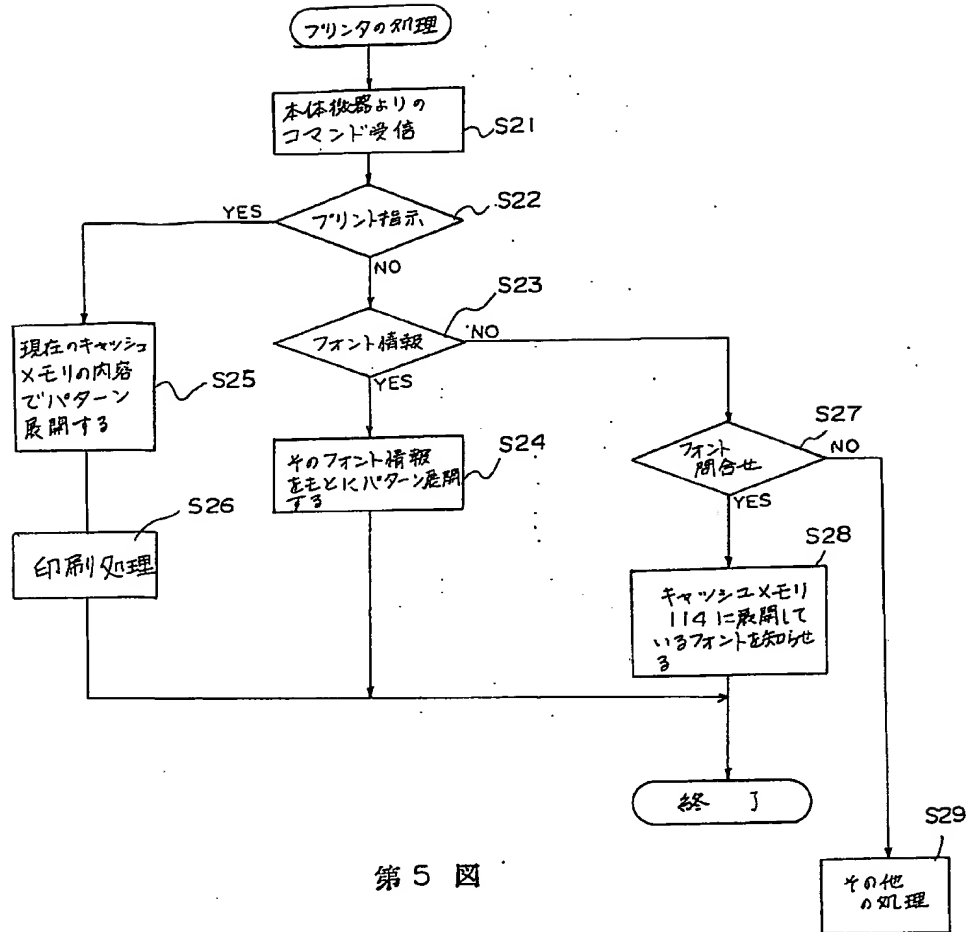 プリンタの処理
本体機器よりの
コマンド受信
S21
プリント指示
S22
YES
NO
S23
フォント情報
NO
YES
現在のキャッシュ
メモリの内容
でパターン
展開する
S25
S24
そのフォント情報
をもとにパターン展開
する
S27
フォント
問合せ
NO
YES
S26
印刷処理
S28
キャッシュメモリ
114に展開して
いるフォントを知らせ
る
終 了
S29
その他
の処理
第5図